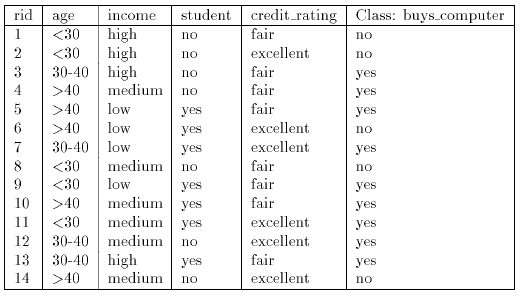 rid age income student credit_rating Class: buys_computer
1 <30 high no fair no
2 <30 high no excellent no
3 30-40 high no fair yes
4 >40 medium no fair yes
5 >40 low yes fair yes
6 >40 low yes excellent no
7 30-40 low yes excellent yes
8 <30 medium no fair no
9 <30 low yes fair yes
10 >40 medium yes fair yes
11 <30 medium yes excellent yes
12 30-40 medium no excellent yes
13 30-40 high yes fair yes
14 >40 medium no excellent no